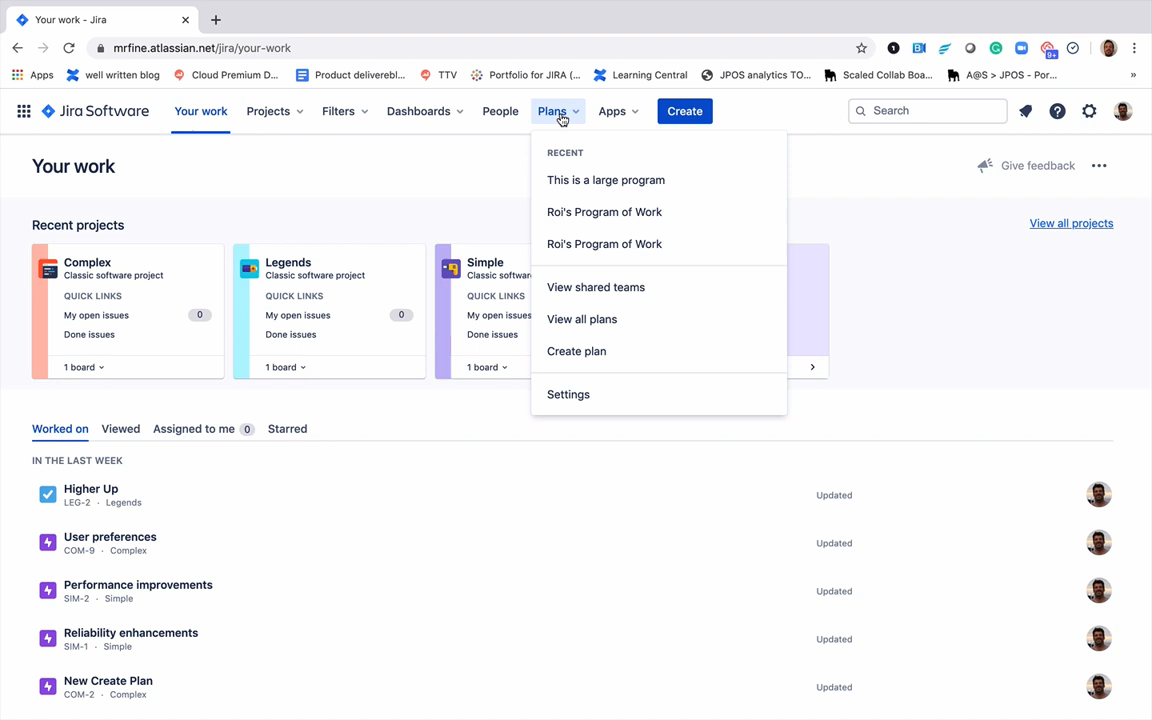 Your work - Jira
mrfine.atlassian.net/jira/your-work
9+
Apps
well written blog
Cloud Premium D...
Product deliverebl...
TTV
Portfolio for JIRA (...
Learning Central
JPOS analytics TO...
Scaled Collab Boa...
A@S > JPOS - Por...
»
Jira Software
Your work
Projects
Filters
Dashboards
People
Plans
Apps
Create
Search
RECENT
This is a large program
Roi's Program of Work
Roi's Program of Work
View shared teams
View all plans
Create plan
Settings
Your work
Give feedback
Recent projects
View all projects
Complex
Classic software project
QUICK LINKS
My open issues 0
Done issues
1 board
Legends
Classic software project
QUICK LINKS
My open issues 0
Done issues
1 board
Simple
Classic softwar
QUICK LINKS
My open issues
Done issues
1 board
Worked on
Viewed
Assigned to me 0
Starred
IN THE LAST WEEK
Higher Up
LEG-2 · Legends
Updated
User preferences
COM-9 · Complex
Updated
Performance improvements
SIM-2 · Simple
Updated
Reliability enhancements
SIM-1 · Simple
Updated
New Create Plan
COM-2 · Complex
Updated